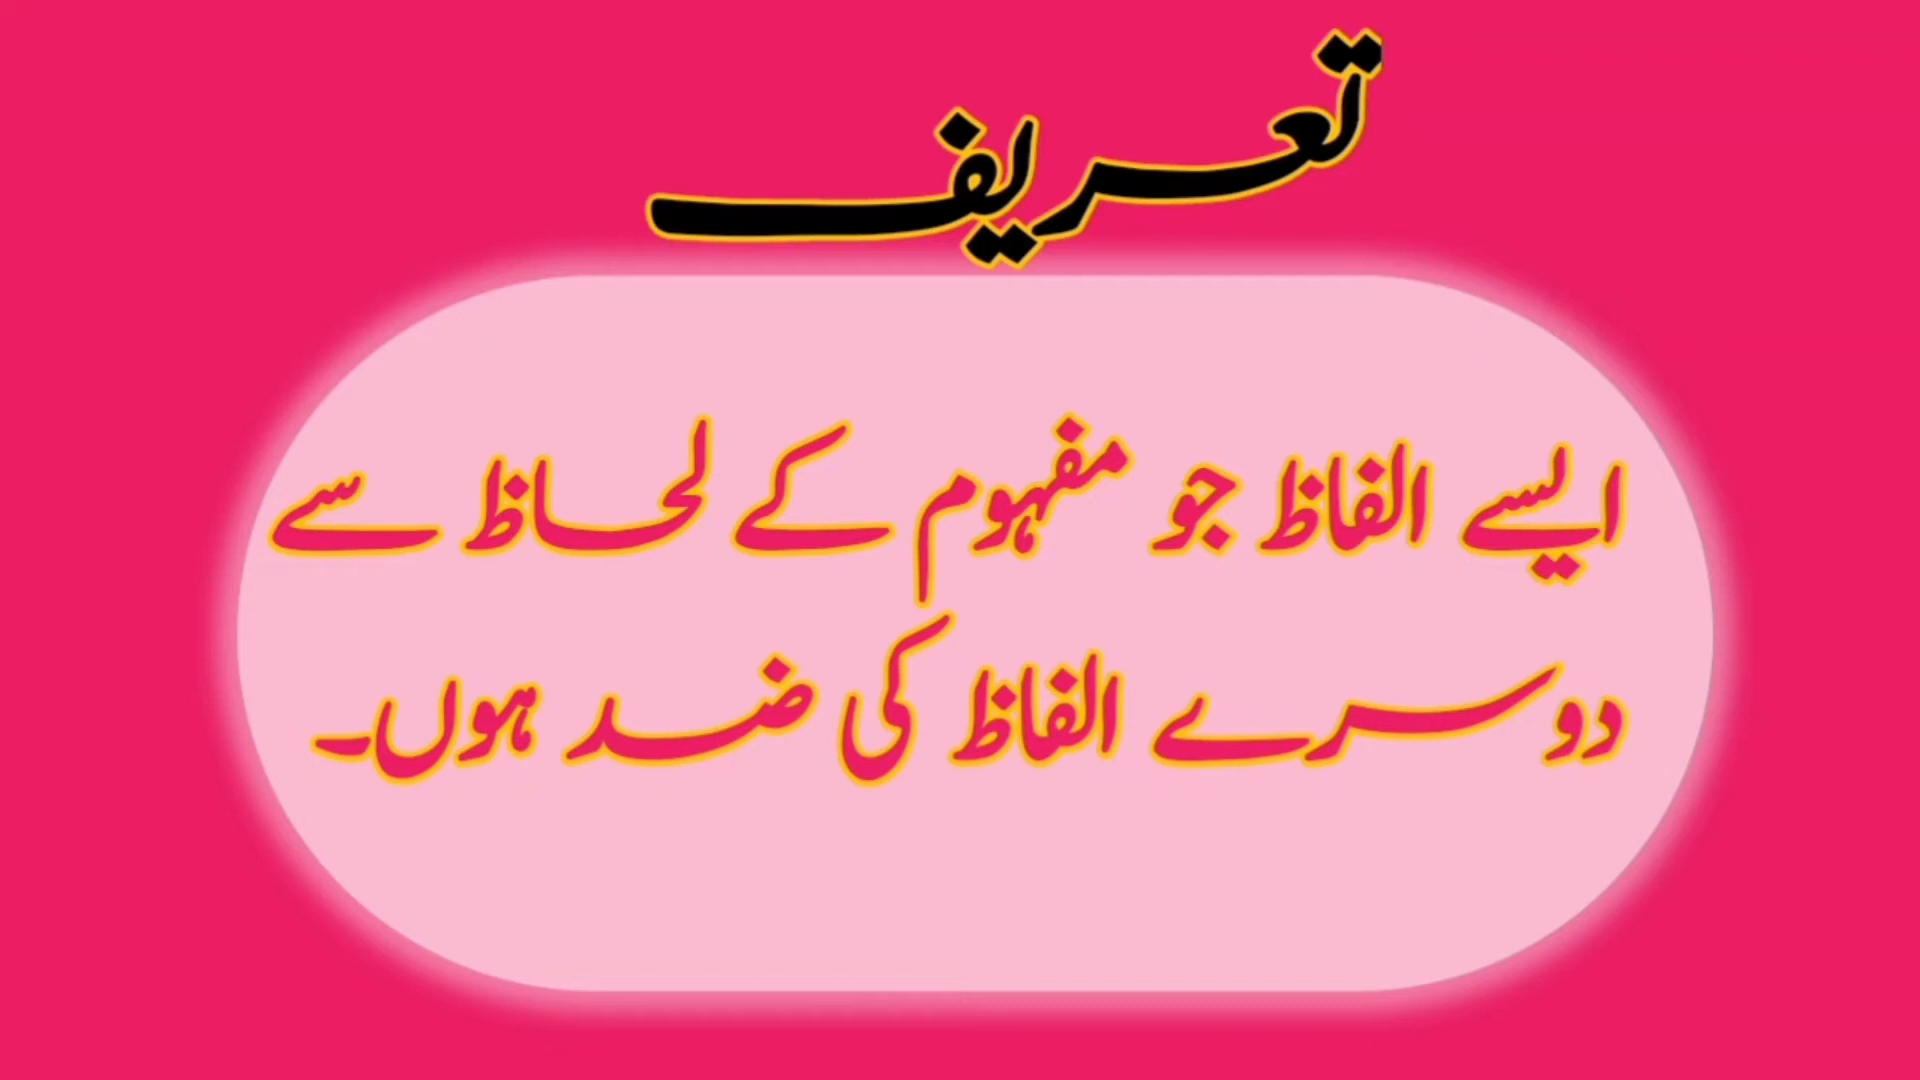 تعریف
ایسے الفاظ جو مفہوم کے لحاظ سے
دوسرے الفاظ کی ضد ہوں۔